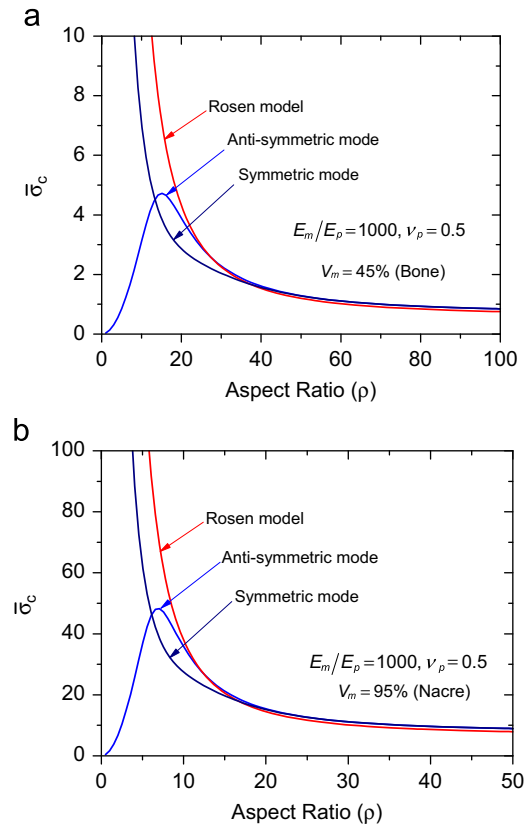 a
10
8
6
4
2
0
σ̄c
Rosen model
Anti-symmetric mode
Symmetric mode
Em/Ep=1000, νp=0.5
Vm=45% (Bone)
0 20 40 60 80 100
Aspect Ratio (ρ)
b
100
80
60
40
20
0
σ̄c
Rosen model
Anti-symmetric mode
Symmetric mode
Em/Ep=1000, νp=0.5
Vm=95% (Nacre)
0 10 20 30 40 50
Aspect Ratio (ρ)